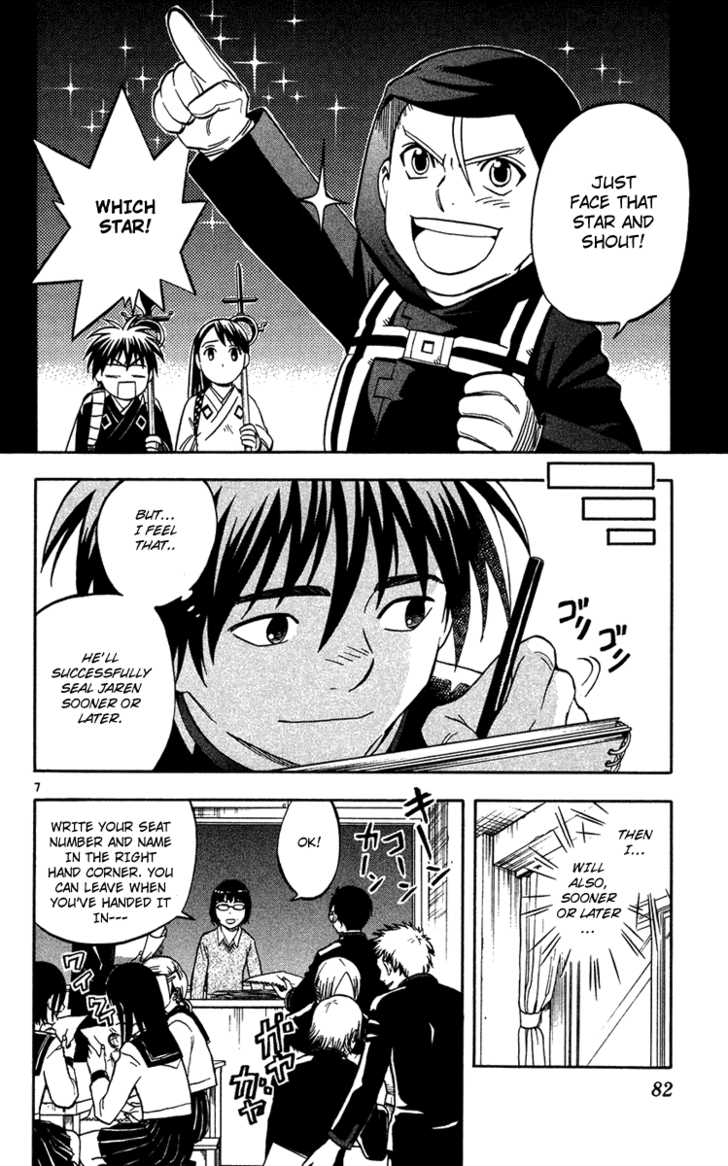 JUST
FACE THAT
STAR AND
SHOUT!
WHICH
STAR!
BUT...
I FEEL
THAT..
HE'LL
SUCCESSFULLY
SEAL JAREN
SOONER OR
LATER.
ゴリ
ゴリ
7
THEN
I...
WILL
ALSO,
SOONER
OR LATER
...
キーン
カーン
OK!
WRITE YOUR SEAT
NUMBER AND NAME
IN THE RIGHT
HAND CORNER. YOU
CAN LEAVE WHEN
YOU'VE HANDED IT
IN---
ワイ
ワイ
ガヤ
ガヤ
82